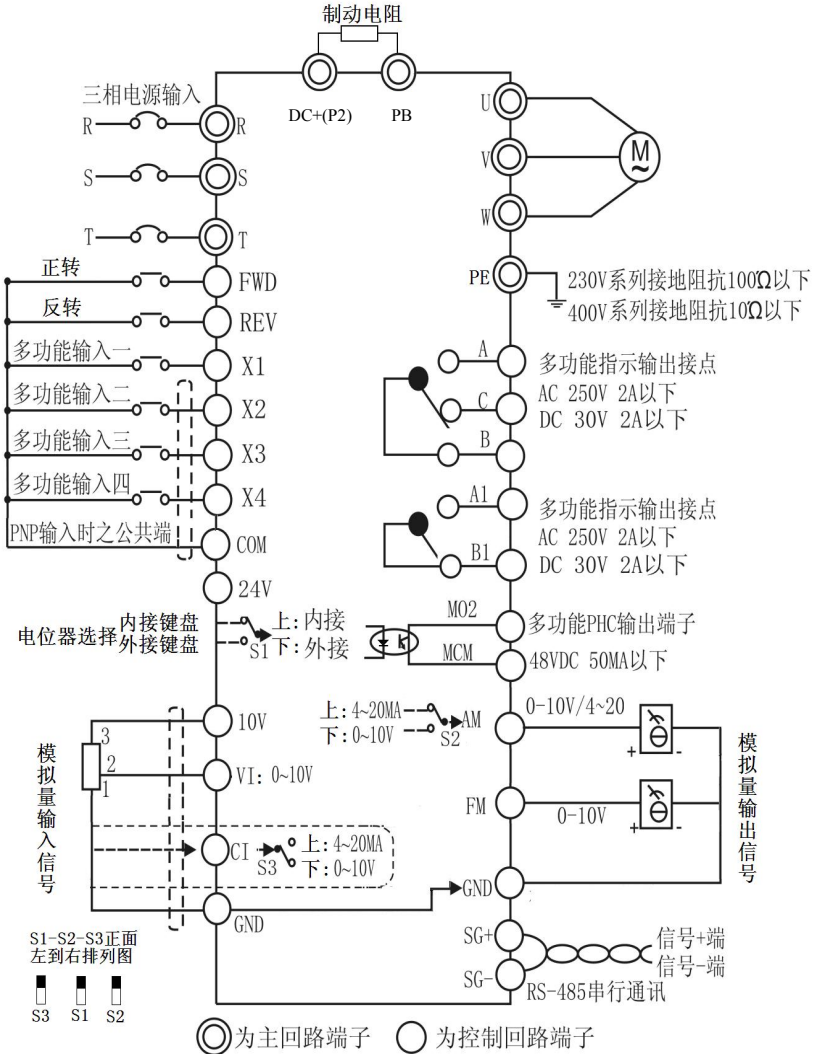 制动电阻
DC+(P2) PB
三相电源输入
R R
S S
T T
U
V
W
M
~
PE
230V系列接地阻抗100Ω以下
400V系列接地阻抗10Ω以下
正转 FWD
反转 REV
多功能输入一 X1
多功能输入二 X2
多功能输入三 X3
多功能输入四 X4
PNP输入时之公共端 COM
24V
A
C
B
多功能指示输出接点
AC 250V 2A以下
DC 30V 2A以下
A1
B1
多功能指示输出接点
AC 250V 2A以下
DC 30V 2A以下
电位器选择
内接键盘
外接键盘
S1
上:内接
下:外接
MO2
MCM
多功能PHC输出端子
48VDC 50MA以下
模拟量输入信号
3
2
1
10V
VI: 0~10V
CI
S3
上:4~20MA
下:0~10V
GND
上:4~20MA
下:0~10V
S2
AM
0-10V/4~20
+ -
FM
0-10V
+ -
GND
模拟量输出信号
SG+
SG-
信号+端
信号-端
RS-485串行通讯
S1-S2-S3正面
左到右排列图
S3 S1 S2
为主回路端子 为控制回路端子